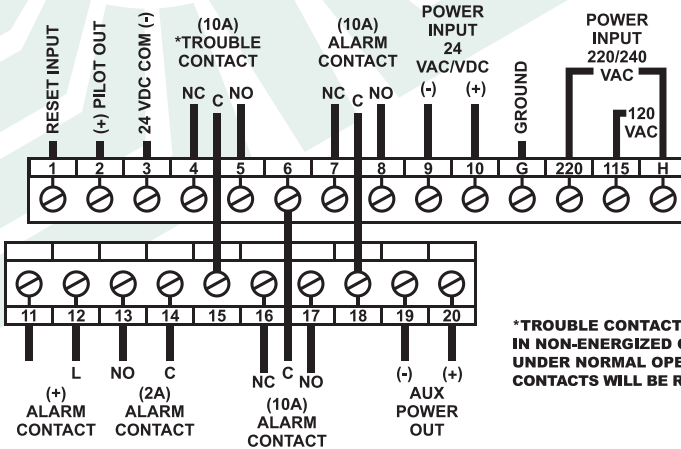 RESET INPUT
(+) PILOT OUT
24 VDC COM (-)
(10A)
*TROUBLE
CONTACT
NC C NO
(10A)
ALARM
CONTACT
NC C NO
POWER
INPUT
24
VAC/VDC
(-) (+)
GROUND
POWER
INPUT
220/240
VAC
120
VAC
1 2 3 4 5 6 7 8 9 10 G 220 115 H
11 12 13 14 15 16 17 18 19 20
L
(+)
ALARM
CONTACT
NO C
(2A)
ALARM
CONTACT
NC C NO
(10A)
ALARM
CONTACT
(-) (+)
AUX
POWER
OUT
*TROUBLE CONTACT
IN NON-ENERGIZED
UNDER NORMAL
CONTACTS WILL BE